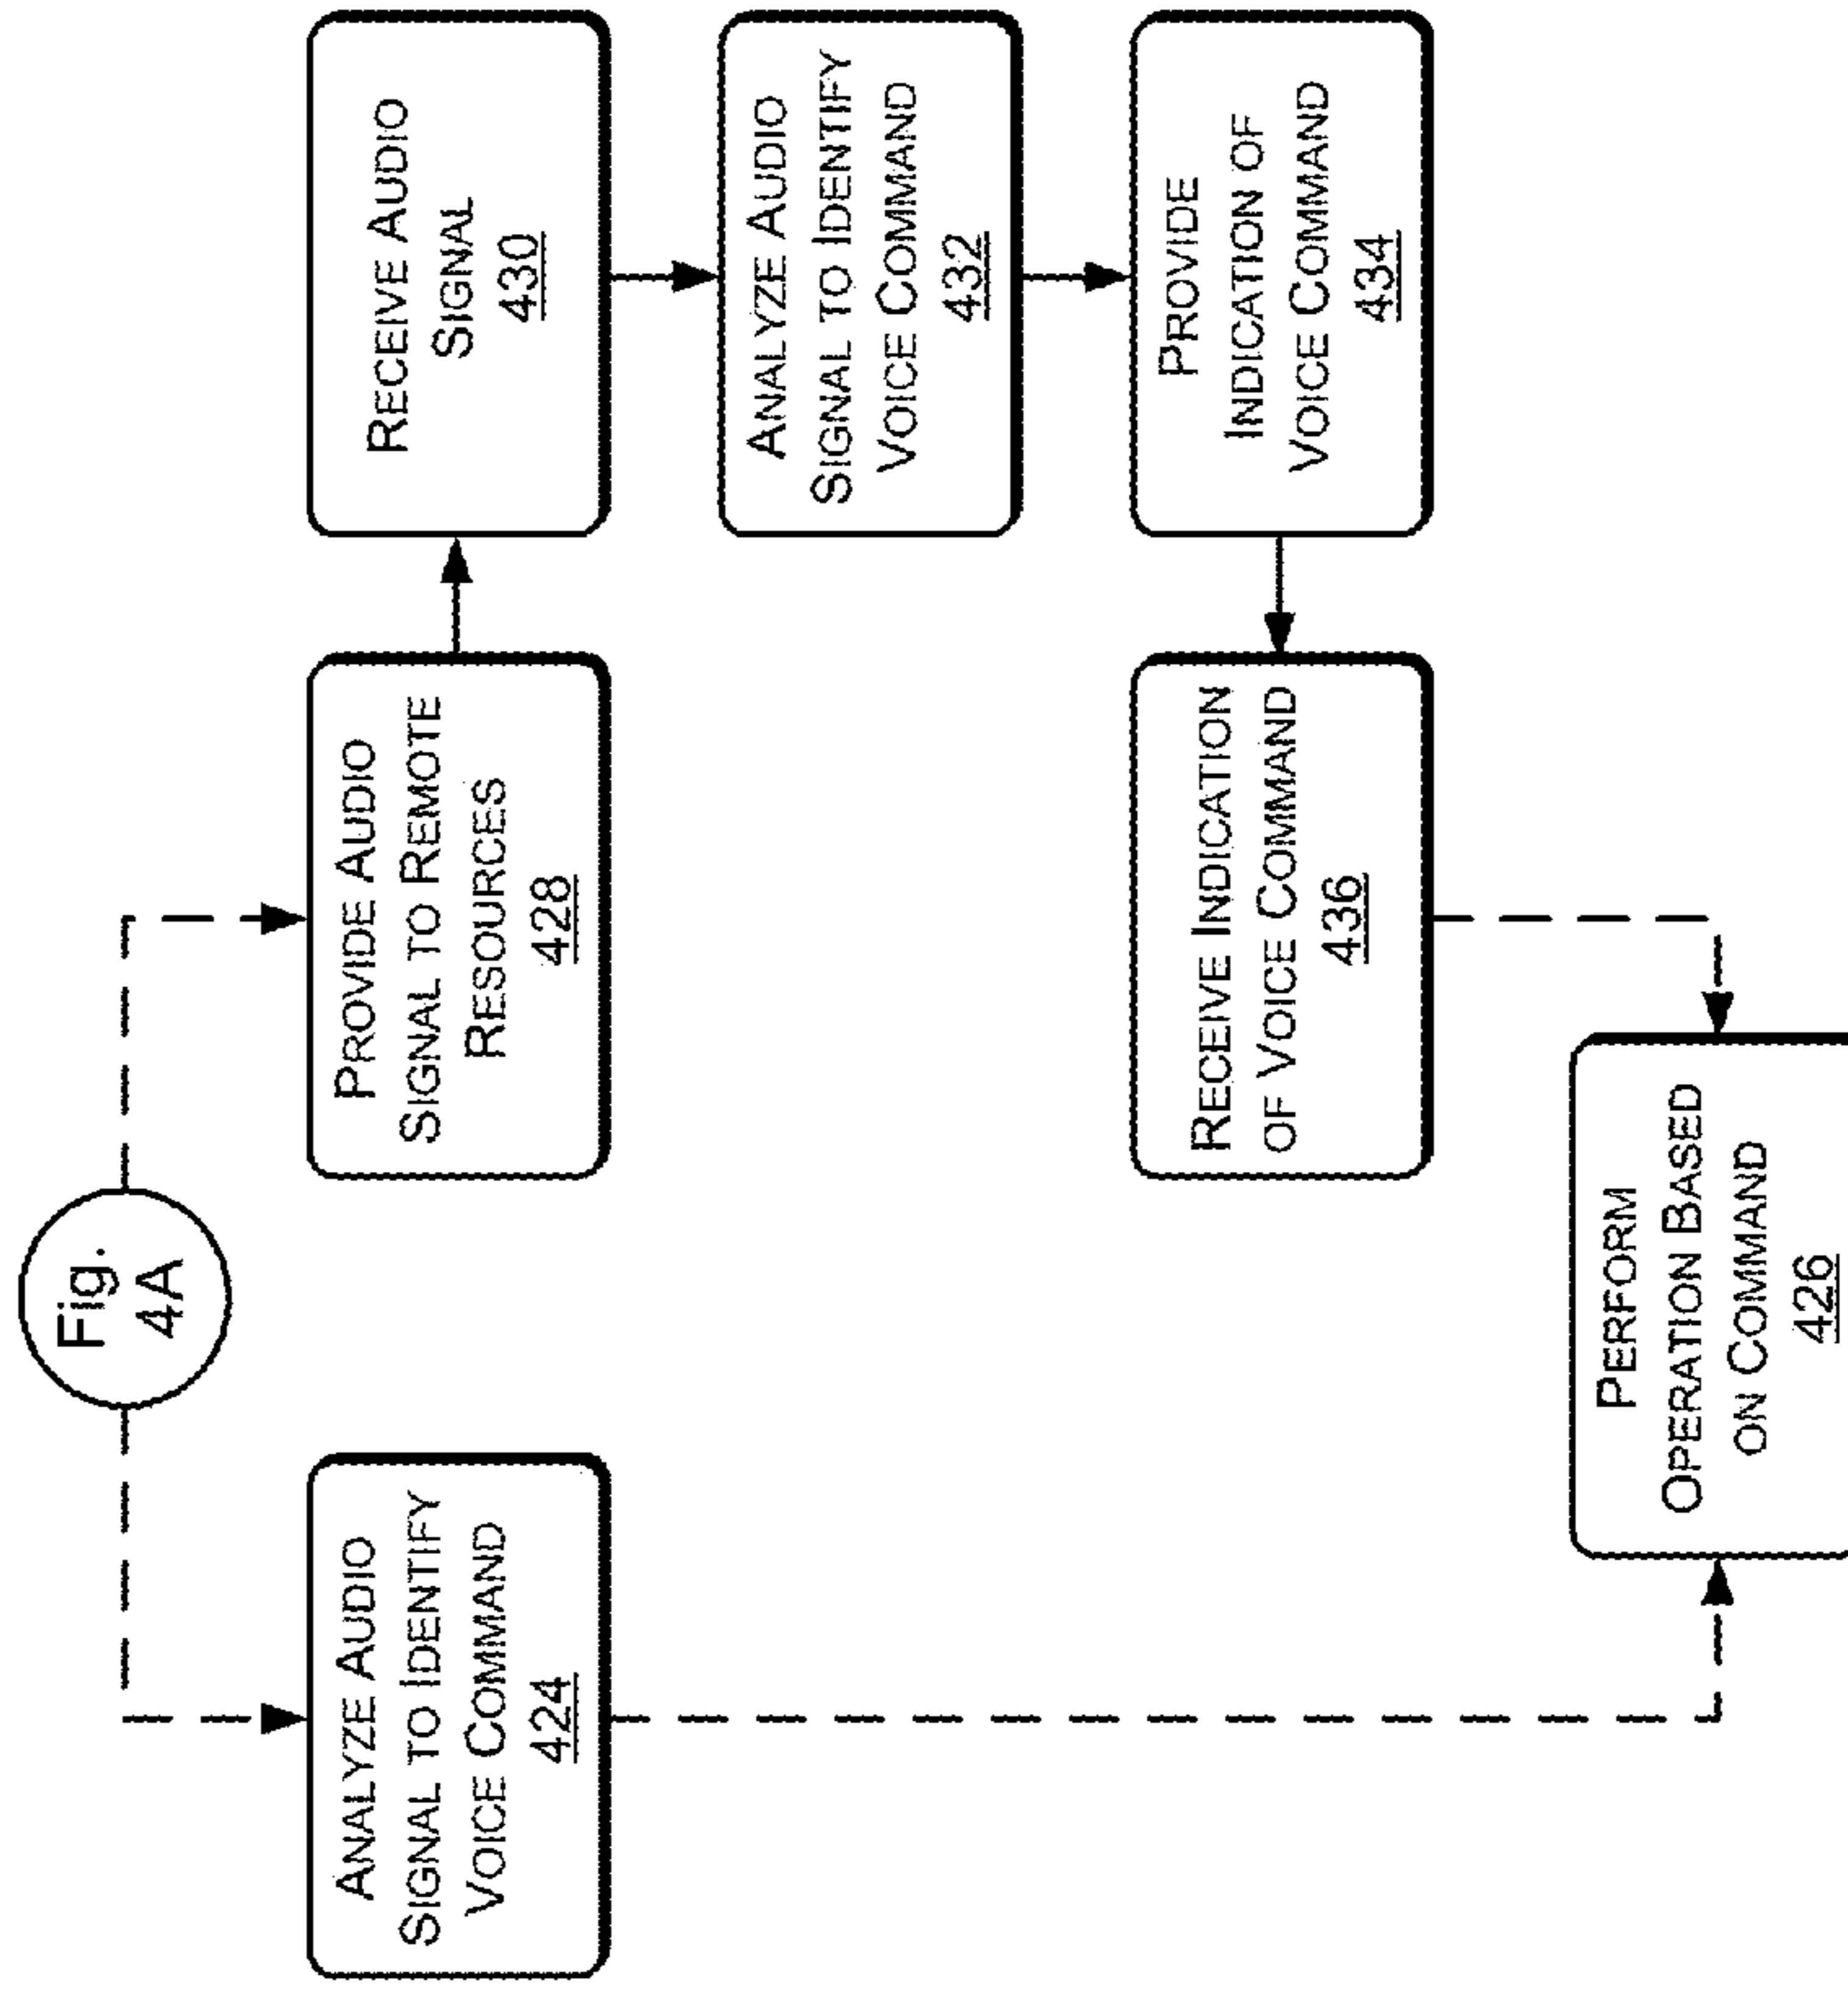 Fig.
4A
ANALYZE AUDIO
SIGNAL TO IDENTIFY
VOICE COMMAND
424
PROVIDE AUDIO
SIGNAL TO REMOTE
RESOURCES
428
RECEIVE AUDIO
SIGNAL
430
ANALYZE AUDIO
SIGNAL TO IDENTIFY
VOICE COMMAND
432
PROVIDE
INDICATION OF
VOICE COMMAND
434
RECEIVE INDICATION
OF VOICE COMMAND
436
PERFORM
OPERATION BASED
ON COMMAND
426